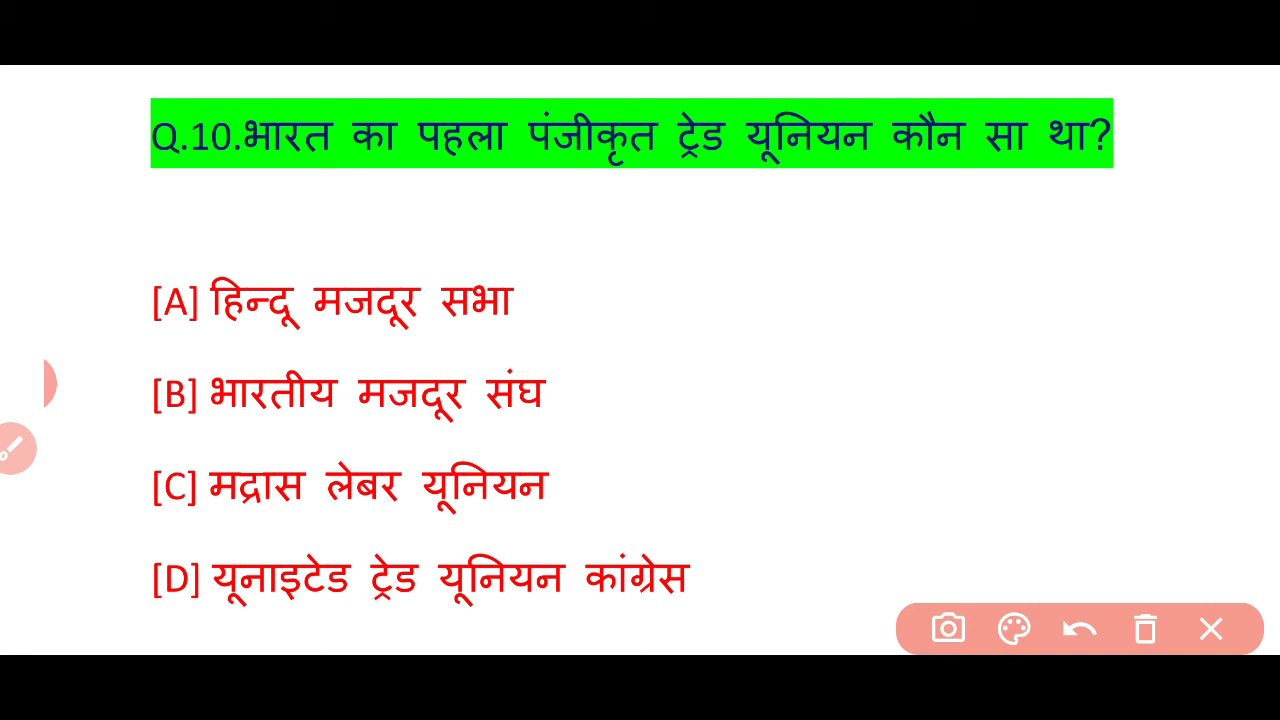 Q.10.भारत का पहला पंजीकृत ट्रेड यूनियन कौन सा था?
[A] हिन्दू मजदूर सभा
[B] भारतीय मजदूर संघ
[C] मद्रास लेबर यूनियन
[D] यूनाइटेड ट्रेड यूनियन कांग्रेस